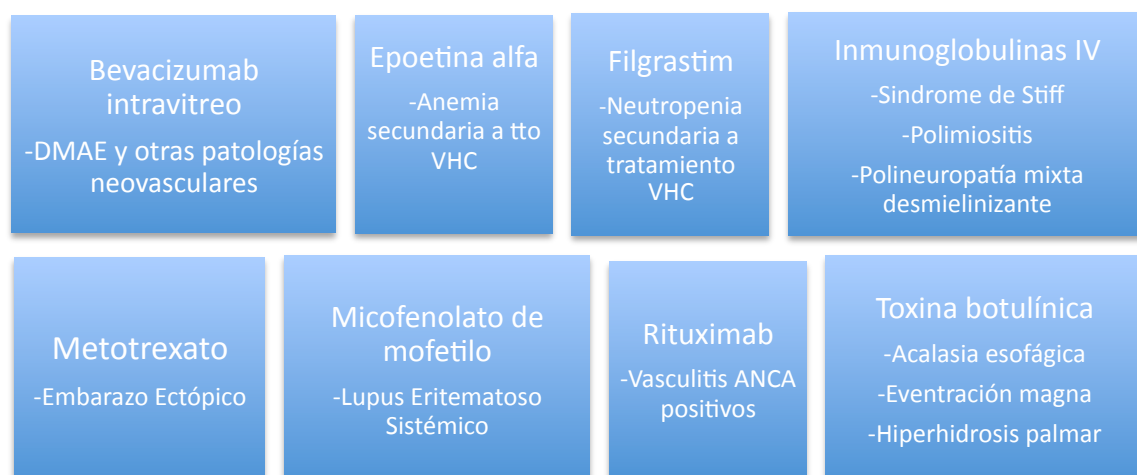 Bevacizumab
intravitreo
-DMAE y otras patologías
neovasculares
Epoetina alfa
-Anemia
secundaria a tto
VHC
Filgrastim
-Neutropenia
secundaria a
tratamiento
VHC
Inmunoglobulinas IV
-Sindrome de Stiff
-Polimiositis
-Polineuropatía mixta
desmielinizante
Metotrexato
-Embarazo Ectópico
Micofenolato de
mofetilo
-Lupus Eritematoso
Sistémico
Rituximab
-Vasculitis ANCA
positivos
Toxina botulínica
-Acalasia esofágica
-Eventración magna
-Hiperhidrosis palmar